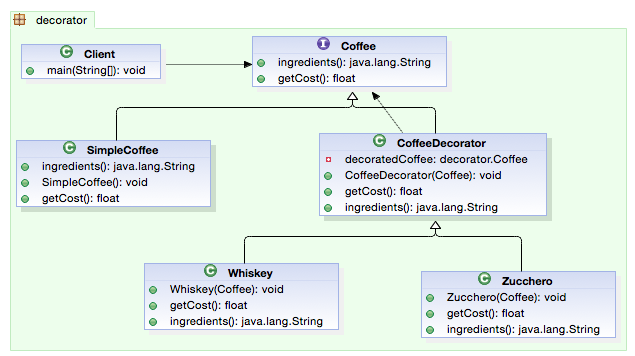 decorator
Client
main(String[]): void
Coffee
ingredients(): java.lang.String
getCost(): float
SimpleCoffee
ingredients(): java.lang.String
SimpleCoffee(): void
getCost(): float
CoffeeDecorator
decoratedCoffee: decorator.Coffee
CoffeeDecorator(Coffee): void
getCost(): float
ingredients(): java.lang.String
Whiskey
Whiskey(Coffee): void
getCost(): float
ingredients(): java.lang.String
Zucchero
Zucchero(Coffee): void
getCost(): float
ingredients(): java.lang.String